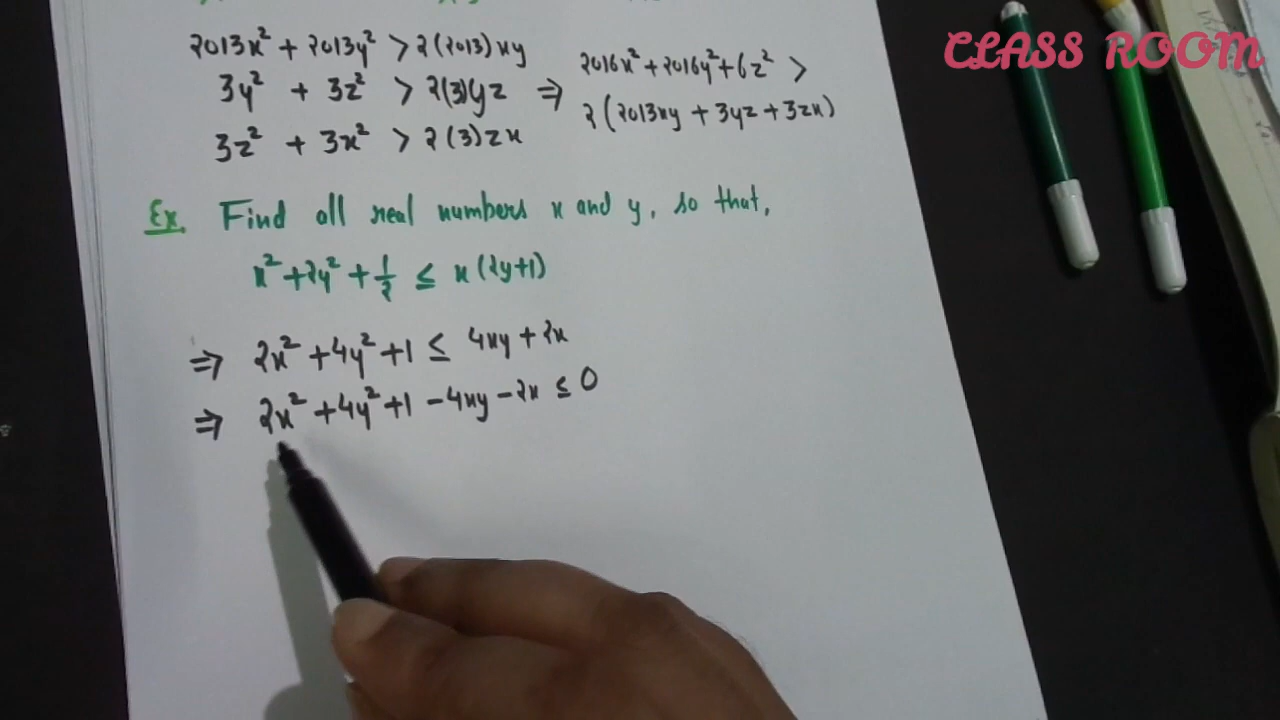 CLASS ROOM
2013x² + 2013y² > 2(2013)xy
3y² + 3z² > 2(3)yz ⇒ 2016x² + 2016y² + 6z² >
3z² + 3x² > 2(3)zx 2(2013xy + 3yz + 3zx)
Ex. Find all real numbers x and y, so that,
x² + 2y² + 1/2 ≤ x(2y+1)
⇒ 2x² + 4y² + 1 ≤ 4xy + 2x
⇒ 2x² + 4y² + 1 - 4xy - 2x ≤ 0